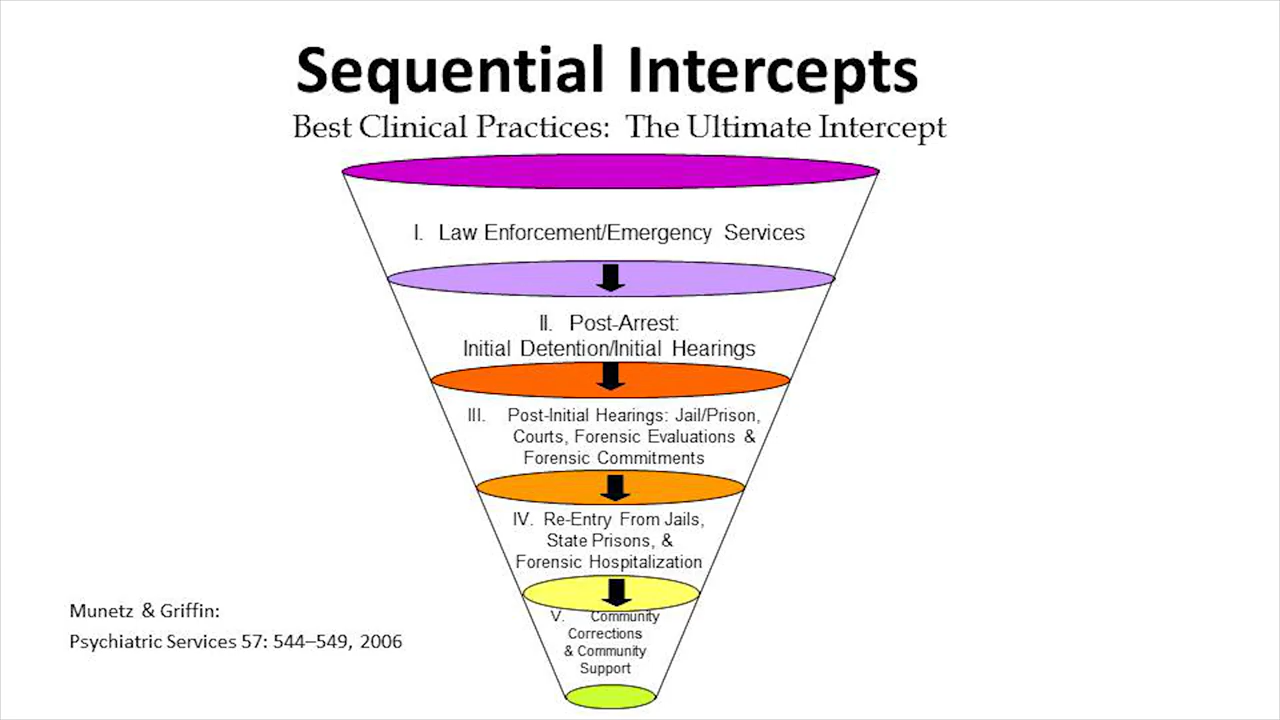 Sequential Intercepts
Best Clinical Practices: The Ultimate Intercept
I. Law Enforcement/Emergency Services
II. Post-Arrest:
Initial Detention/Initial Hearings
III. Post-Initial Hearings: Jail/Prison,
Courts, Forensic Evaluations &
Forensic Commitments
IV. Re-Entry From Jails,
State Prisons, &
Forensic Hospitalization
V. Community
Corrections
& Community
Support
Munetz & Griffin:
Psychiatric Services 57: 544–549, 2006